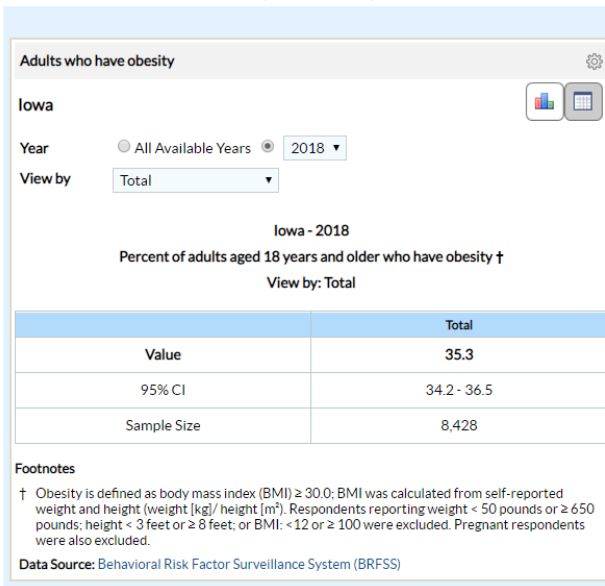 Adults who have obesity
Iowa
Year All Available Years 2018 ▼
View by Total ▼
Iowa - 2018
Percent of adults aged 18 years and older who have obesity †
View by: Total
Total
Value 35.3
95% CI 34.2 - 36.5
Sample Size 8,428
Footnotes
† Obesity is defined as body mass index (BMI) ≥ 30.0; BMI was calculated from self-reported
weight and height (weight [kg]/ height [m²). Respondents reporting weight < 50 pounds or ≥ 650
pounds; height < 3 feet or ≥ 8 feet; or BMI: <12 or ≥ 100 were excluded. Pregnant respondents
were also excluded.
Data Source: Behavioral Risk Factor Surveillance System (BRFSS)